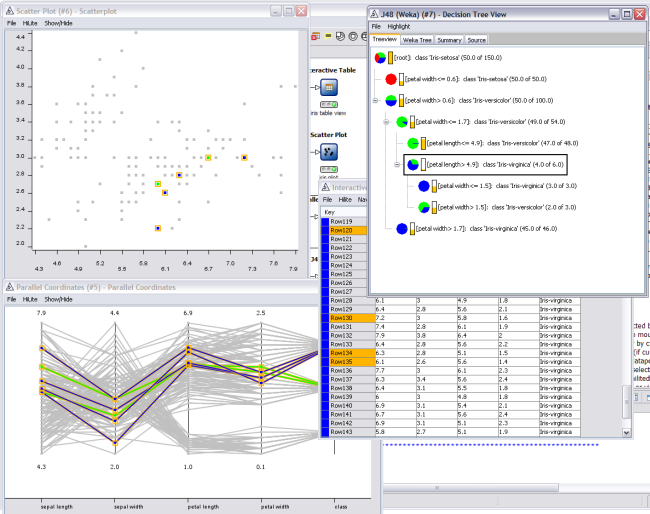 Scatter Plot (#6) - Scatterplot
File HiLite Show/Hide
4.4
4.2
4.0
3.8
3.6
3.4
3.2
3.0
2.8
2.6
2.4
2.2
2.0
4.3 4.6 4.9 5.2 5.5 5.8 6.1 6.4 6.7 7.0 7.3 7.9
eractive Table
iris table view
Scatter Plot
J48 (Weka) (#7) - Decision Tree View
File Highlight
Treeview Weka Tree Summary Source
[root]: class 'Iris-setosa' (50.0 of 150.0)
[petal width<= 0.6]: class 'Iris-setosa' (50.0 of 50.0)
[petal width> 0.6]: class 'Iris-versicolor' (50.0 of 100.0)
[petal width<= 1.7]: class 'Iris-versicolor' (49.0 of 54.0)
[petal length<= 4.9]: class 'Iris-versicolor' (47.0 of 48.0)
[petal length> 4.9]: class 'Iris-virginica' (4.0 of 6.0)
[petal width<= 1.5]: class 'Iris-virginica' (3.0 of 3.0)
[petal width> 1.5]: class 'Iris-versicolor' (2.0 of 3.0)
[petal width> 1.7]: class 'Iris-virginica' (45.0 of 46.0)
Interactive
File Hilite Nav
Key
Row119
Row120
Row121
Row122
Row123
Row124
Row125
Row126
Row127
Row128 6.1 3 4.9 1.8 Iris-virginica
Row129 6.4 2.8 5.6 2.1 Iris-virginica
Row130 7.2 3 5.8 1.6 Iris-virginica
Row131 7.4 2.8 6.1 1.9 Iris-virginica
Row132 7.9 3.8 6.4 2 Iris-virginica
Row133 6.4 2.8 5.6 2.2 Iris-virginica
Row134 6.3 2.8 5.1 1.5 Iris-virginica
Row135 6.1 2.6 5.6 1.4 Iris-virginica
Row136 7.7 3 6.1 2.3 Iris-virginica
Row137 6.3 3.4 5.6 2.4 Iris-virginica
Row138 6.4 3.1 5.5 1.8 Iris-virginica
Row139 6 3 4.8 1.8 Iris-virginica
Row140 6.9 3.1 5.4 2.1 Iris-virginica
Row141 6.7 3.1 5.6 2.4 Iris-virginica
Row142 6.9 3.1 5.1 2.3 Iris-virginica
Row143 5.8 2.7 5.1 1.9 Iris-virginica
Parallel Coordinates (#5) - Parallel Coordinates
File HiLite Show/Hide
7.9 4.4 6.9 2.5
4.3 2.0 1.0 0.1
sepal length sepal width petal length petal width class